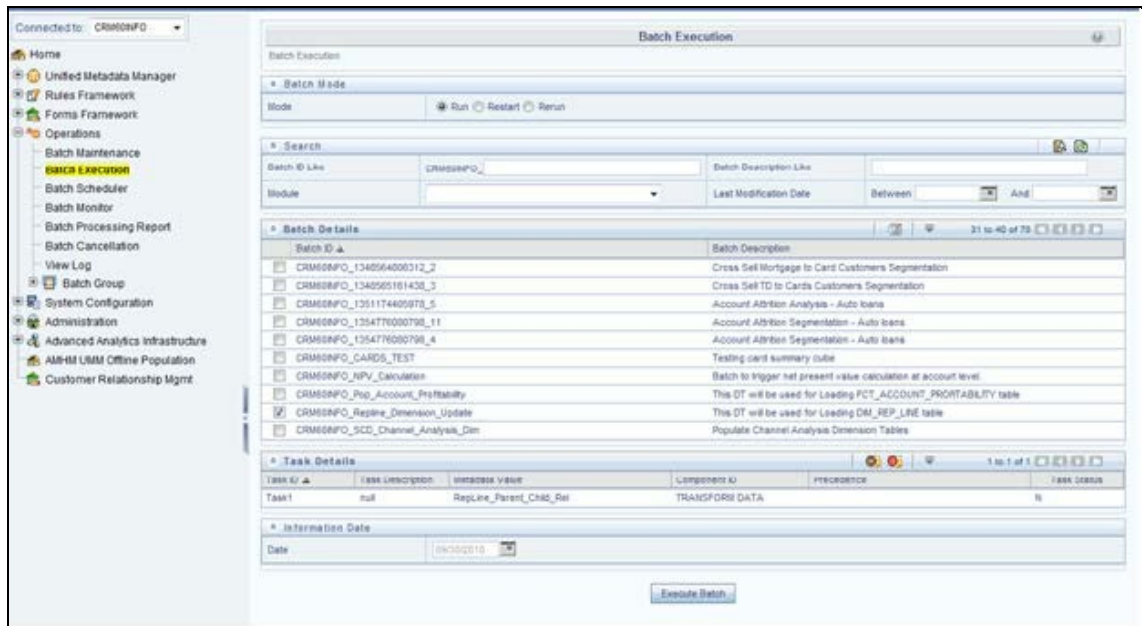 Connected to: CRM60INFO
Home
Unified Metadata Manager
Rules Framework
Forms Framework
Operations
Batch Maintenance
Batch Execution
Batch Scheduler
Batch Monitor
Batch Processing Report
Batch Cancellation
View Log
Batch Group
System Configuration
Administration
Advanced Analytics Infrastructure
AMHM UMM Offline Population
Customer Relationship Mgmt
Batch Execution
Batch Execution
Batch Mode
Mode Run Restart Rerun
Search
Batch ID Like CRM60INFO_ Batch Description Like
Module Last Modification Date Between And
Batch Details 31 to 40 of 78
Batch ID Batch Description
CRM60INFO_1340564000312_2 Cross Sell Mortgage to Card Customers Segmentation
CRM60INFO_1340565161438_3 Cross Sell TD to Cards Customers Segmentation
CRM60INFO_1351174405978_5 Account Attrition Analysis - Auto loans
CRM60INFO_1354776000798_11 Account Attrition Segmentation - Auto loans
CRM60INFO_1354776000798_4 Account Attrition Segmentation - Auto loans
CRM60INFO_CARDS_TEST Testing card summary cube
CRM60INFO_NPV_Calculation Batch to trigger net present value calculation at account level.
CRM60INFO_Pop_Account_Profitability This DT will be used for Loading FCT_ACCOUNT_PROFITABILITY table
CRM60INFO_Repline_Dimension_Update This DT will be used for Loading DIM_REP_LINE table
CRM60INFO_SCD_Channel_Analysis_Dim Populate Channel Analysis Dimension Tables
Task Details 1 to 1 of 1
Task ID Task Description Metadata Value Component ID Precedence Task Status
Task1 null RepLine_Parent_Child_Rel TRANSFORM DATA N
Information Date
Date 09/30/2010
Execute Batch